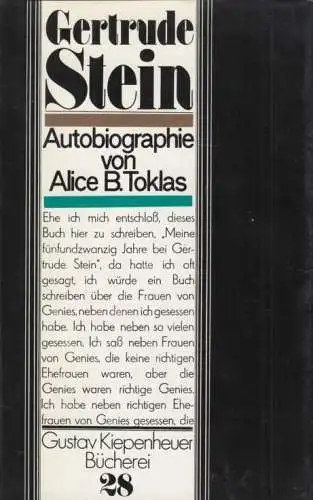 Gertrude
Stein
Autobiographie
von
Alice B. Toklas
Ehe ich mich entschloß, dieses
Buch hier zu schreiben, „Meine
fünfundzwanzig Jahre bei Ger-
trude Stein", da hatte ich oft
gesagt, ich würde ein Buch
schreiben über die Frauen von
Genies, neben denen ich gesessen
habe. Ich habe neben so vielen
gesessen. Ich saß neben Frauen
von Genies, die keine richtigen
Ehefrauen waren, aber die
Genies waren richtige Genies.
Ich habe neben richtigen Ehe-
frauen von Genies gesessen, die
Gustav Kiepenheuer
Bücherei
28